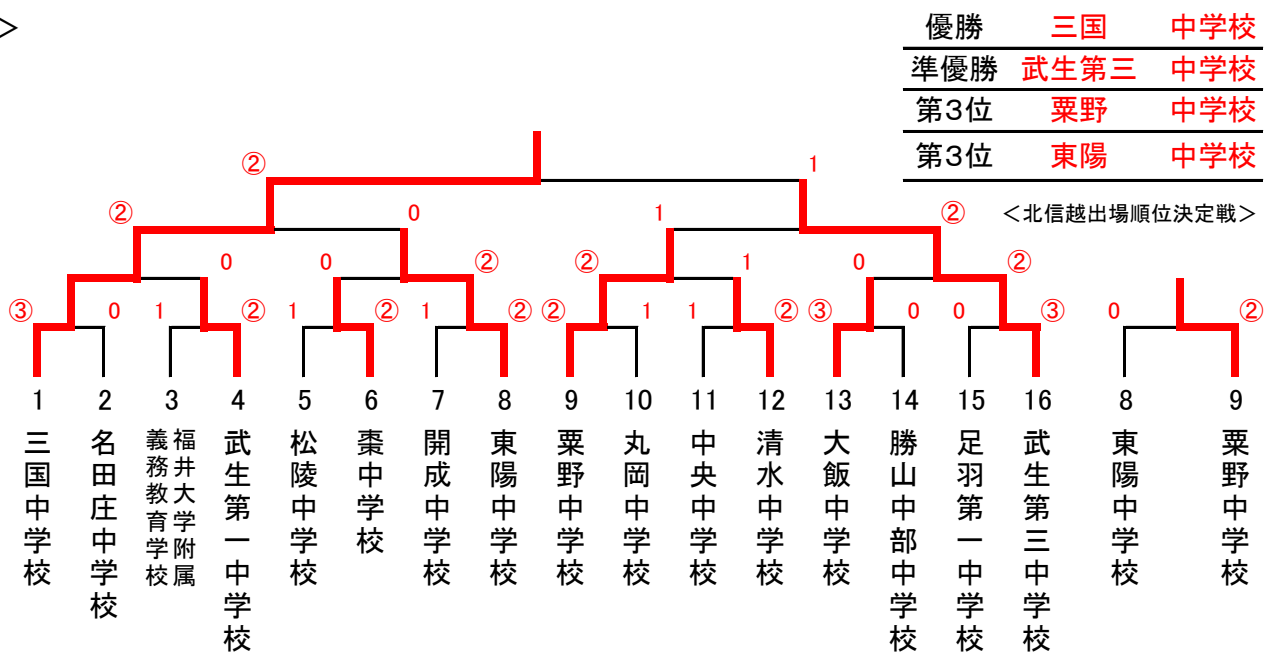 >
優勝 三国 中学校
準優勝 武生第三 中学校
第3位 粟野 中学校
第3位 東陽 中学校
<北信越出場順位決定戦>
② 1
② 0 1 ②
0 0 ② ② 1 0 ②
③ 0 1 ② 1 ② 1 ② ② 1 1 ② ③ 0 0 ③ 0 ②
1 2 3 4 5 6 7 8 9 10 11 12 13 14 15 16 8 9
三国中学校
名田庄中学校
福井大学附属
義務教育学校
武生第一中学校
松陵中学校
棗中学校
開成中学校
東陽中学校
粟野中学校
丸岡中学校
中央中学校
清水中学校
大飯中学校
勝山中部中学校
足羽第一中学校
武生第三中学校
東陽中学校
粟野中学校